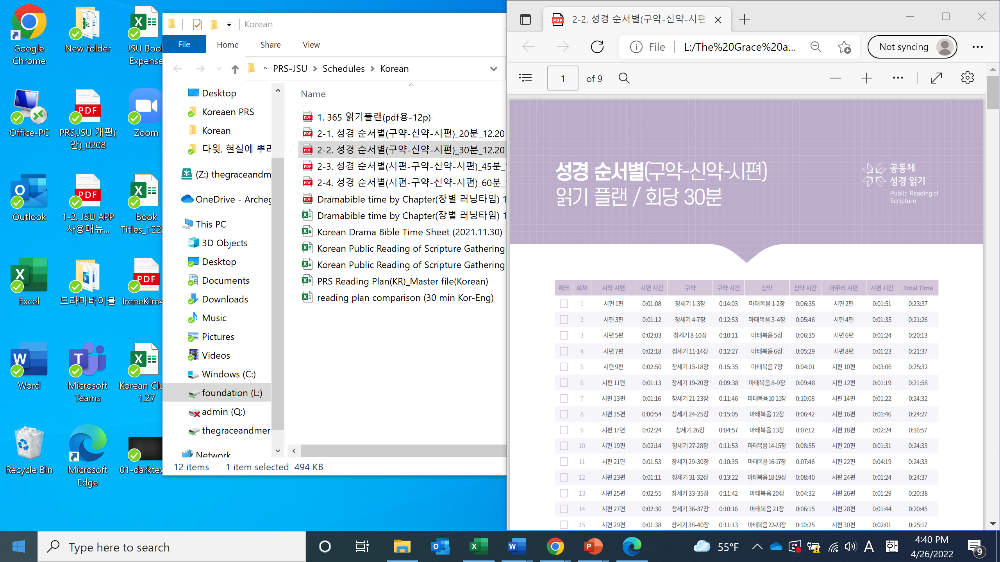 Google
Chrome
New folder
JSU Book
Expense
Office-PC
PRS,JSU 개편(
안)_0208
Zoom
Outlook
1-2. JSU APP
사용매뉴...
Book
Titles_122
Excel
드라마바이블
IreneKim4
Word
Microsoft
Teams
Korean Clu
1.27
Recycle Bin
Microsoft
Edge
01-darktex
Korean
File
Home
Share
View
« PRS-JSU > Schedules > Korean
Desktop
Koreaen PRS
Korean
다윗. 현실에 뿌리
(Z:) thegraceandm
OneDrive - Archeg
This PC
3D Objects
Desktop
Documents
Downloads
Music
Pictures
Videos
Windows (C:)
foundation (L:)
admin (Q:)
thegraceandmer
Network
Name
1. 365 읽기플랜(pdf용-12p)
2-1. 성경 순서별(구약-신약-시편)_20분_12.20
2-2. 성경 순서별(구약-신약-시편)_30분_12.20
2-3. 성경 순서별(시편-구약-신약-시편)_45분_
2-4. 성경 순서별(시편-구약-신약-시편)_60분_
Dramabible time by Chapter(장별 러닝타임) 1
Dramabible time by Chapter(장별 러닝타임) 1
Korean Drama Bible Time Sheet (2021.11.30)
Korean Public Reading of Scripture Gathering
Korean Public Reading of Scripture Gathering
PRS Reading Plan(KR)_Master file(Korean)
reading plan comparison (30 min Kor-Eng)
12 items 1 item selected 494 KB
2-2. 성경 순서별(구약-신약-시편
File L:/The%20Grace%20a...
Not syncing
1 of 9
성경 순서별(구약-신약-시편)
읽기 플랜 / 회당 30분
공동체
성경 읽기
Public Reading of
Scripture
체크 회차 시작 시편 시편 시간 구약 구약 시간 신약 신약 시간 마무리 시편 시편 시간 Total Time
1 시편 1편 0:01:08 창세기 1-3장 0:14:03 마태복음 1-2장 0:06:35 시편 2편 0:01:51 0:23:37
2 시편 3편 0:01:12 창세기 4-7장 0:12:53 마태복음 3-4장 0:05:46 시편 4편 0:01:35 0:21:26
3 시편 5편 0:02:03 창세기 8-10장 0:10:11 마태복음 5장 0:06:35 시편 6편 0:01:24 0:20:13
4 시편 7편 0:02:18 창세기 11-14장 0:12:27 마태복음 6장 0:05:29 시편 8편 0:01:23 0:21:37
5 시편 9편 0:02:50 창세기 15-18장 0:15:35 마태복음 7장 0:04:01 시편 10편 0:03:06 0:25:32
6 시편 11편 0:01:13 창세기 19-20장 0:09:38 마태복음 8-9장 0:09:48 시편 12편 0:01:19 0:21:58
7 시편 13편 0:01:16 창세기 21-23장 0:11:46 마태복음 10-11장 0:10:08 시편 14편 0:01:22 0:24:32
8 시편 15편 0:00:54 창세기 24-25장 0:15:05 마태복음 12장 0:06:42 시편 16편 0:01:46 0:24:27
9 시편 17편 0:02:24 창세기 26장 0:04:57 마태복음 13장 0:07:12 시편 18편 0:02:24 0:16:57
10 시편 19편 0:02:14 창세기 27-28장 0:11:53 마태복음 14-15장 0:08:55 시편 20편 0:01:31 0:24:33
11 시편 21편 0:01:53 창세기 29-30장 0:10:35 마태복음 16-17장 0:07:46 시편 22편 0:04:19 0:24:33
12 시편 23편 0:01:11 창세기 31-32장 0:13:22 마태복음 18-19장 0:08:40 시편 24편 0:01:24 0:24:37
13 시편 25편 0:02:55 창세기 33-35장 0:11:42 마태복음 20장 0:04:32 시편 26편 0:01:29 0:20:38
14 시편 27편 0:02:30 창세기 36-37장 0:10:16 마태복음 21장 0:06:15 시편 28편 0:01:44 0:20:45
15 시편 29편 0:01:38 창세기 38-40장 0:11:13 마태복음 22-23장 0:10:25 시편 30편 0:02:01 0:25:17
Type here to search
55°F
A
한
4:40 PM
4/26/2022
9